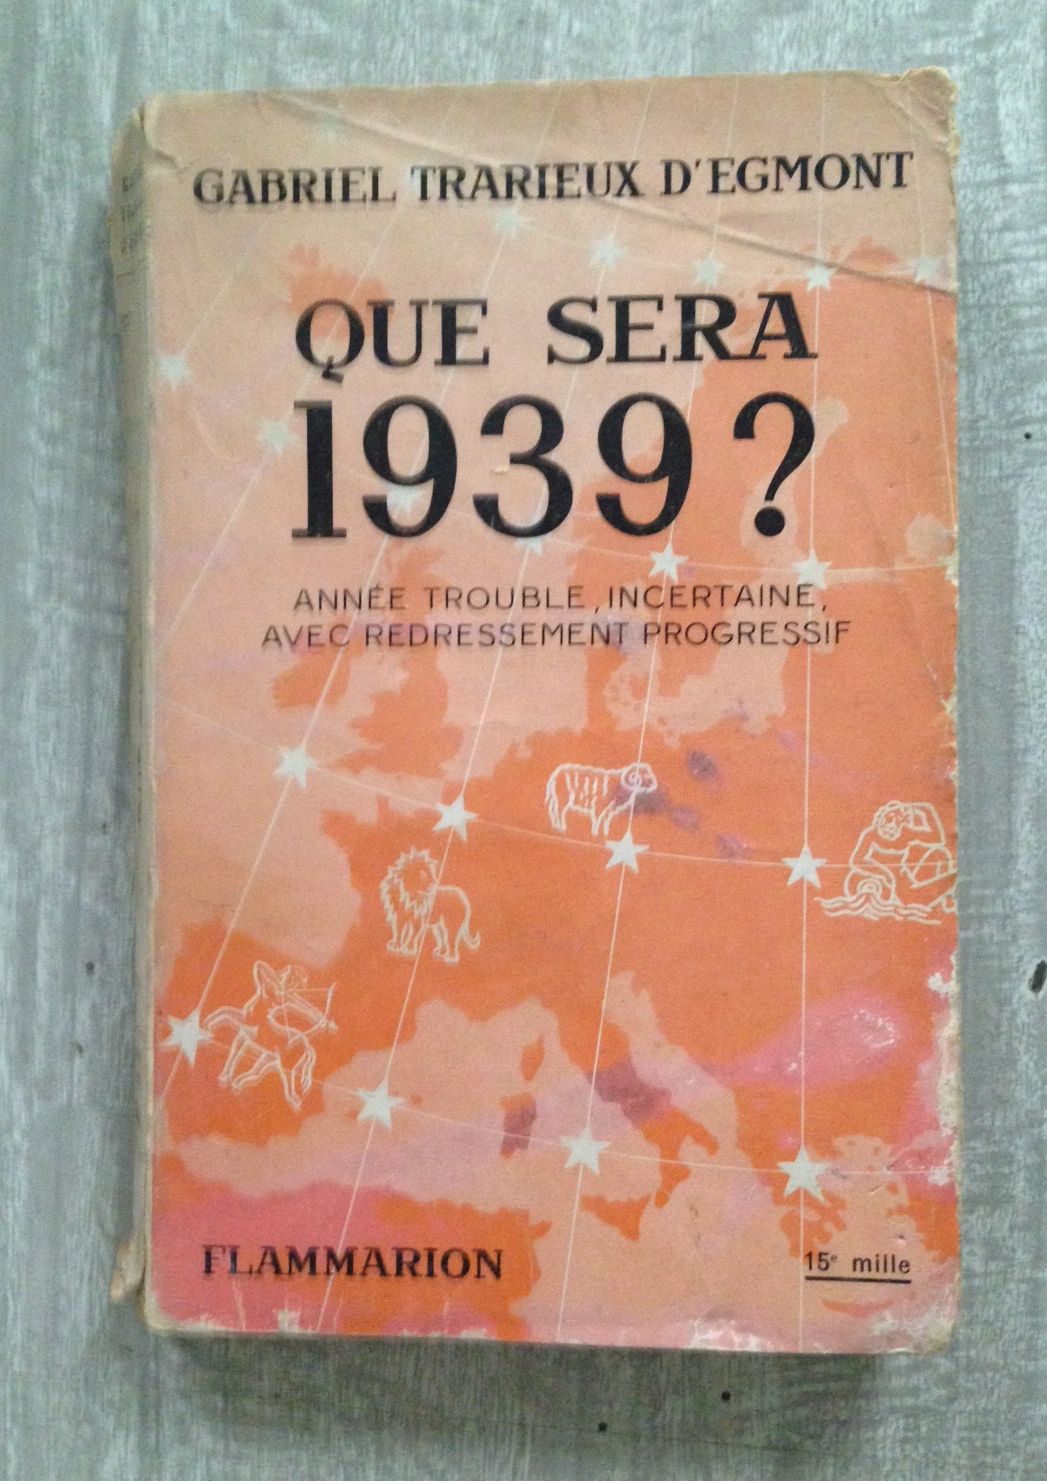 GABRIEL TRARIEUX D'EGMONT
QUE SERA
1939 ?
ANNÉE TROUBLE, INCERTAINE,
AVEC REDRESSEMENT PROGRESSIF
FLAMMARION
15e mille